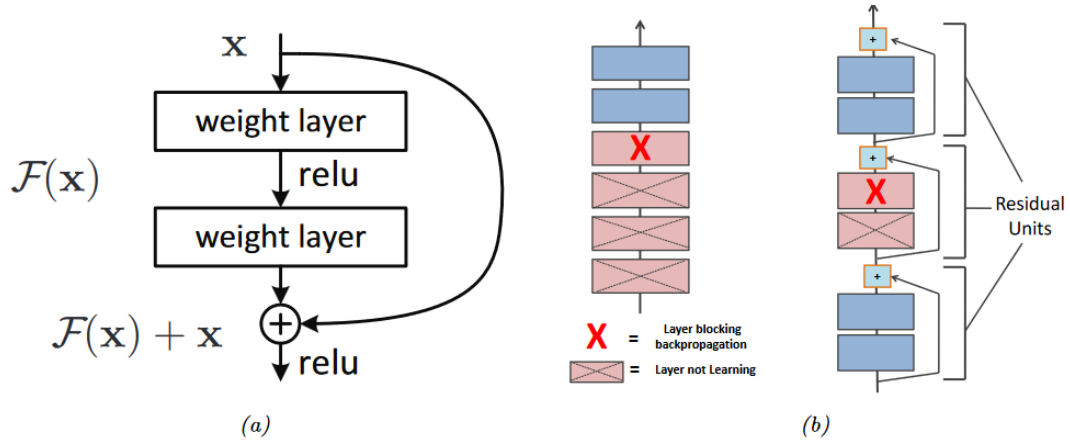 x
weight layer
F(x)
relu
weight layer
F(x) + x
+
relu
(a)
X
X
=
Layer blocking
backpropagation
=
Layer not Learning
+
+
X
+
Residual
Units
(b)